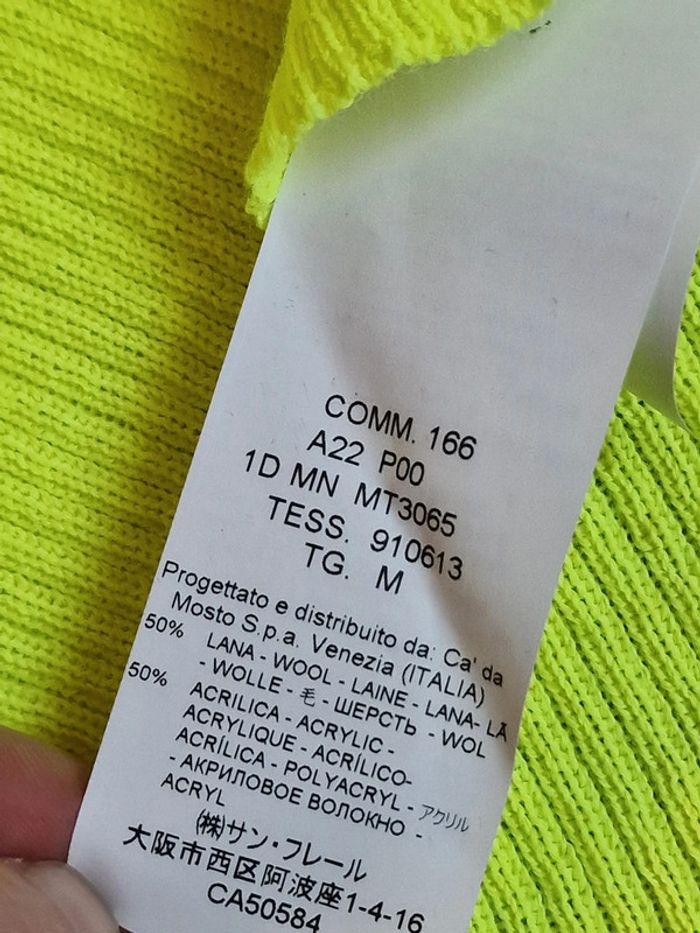 COMM. 166
A22 P00
1D MN MT3065
TESS. 910613
TG. M
Progettato e distribuito da: Ca' da
Mosto S.p.a. Venezia (ITALIA)
50% LANA - WOOL - LAINE - LANA- LÃ
- WOLLE - 毛 - ШЕРСТЬ - WOL
50% ACRILICA - ACRYLIC -
ACRYLIQUE - ACRÍLICO-
ACRÍLICA - POLYACRYL - アクリル
- АКРИЛОВОЕ ВОЛОКНО -
ACRYL
㈱サン・フレール
大阪市西区阿波座1-4-16
CA50584